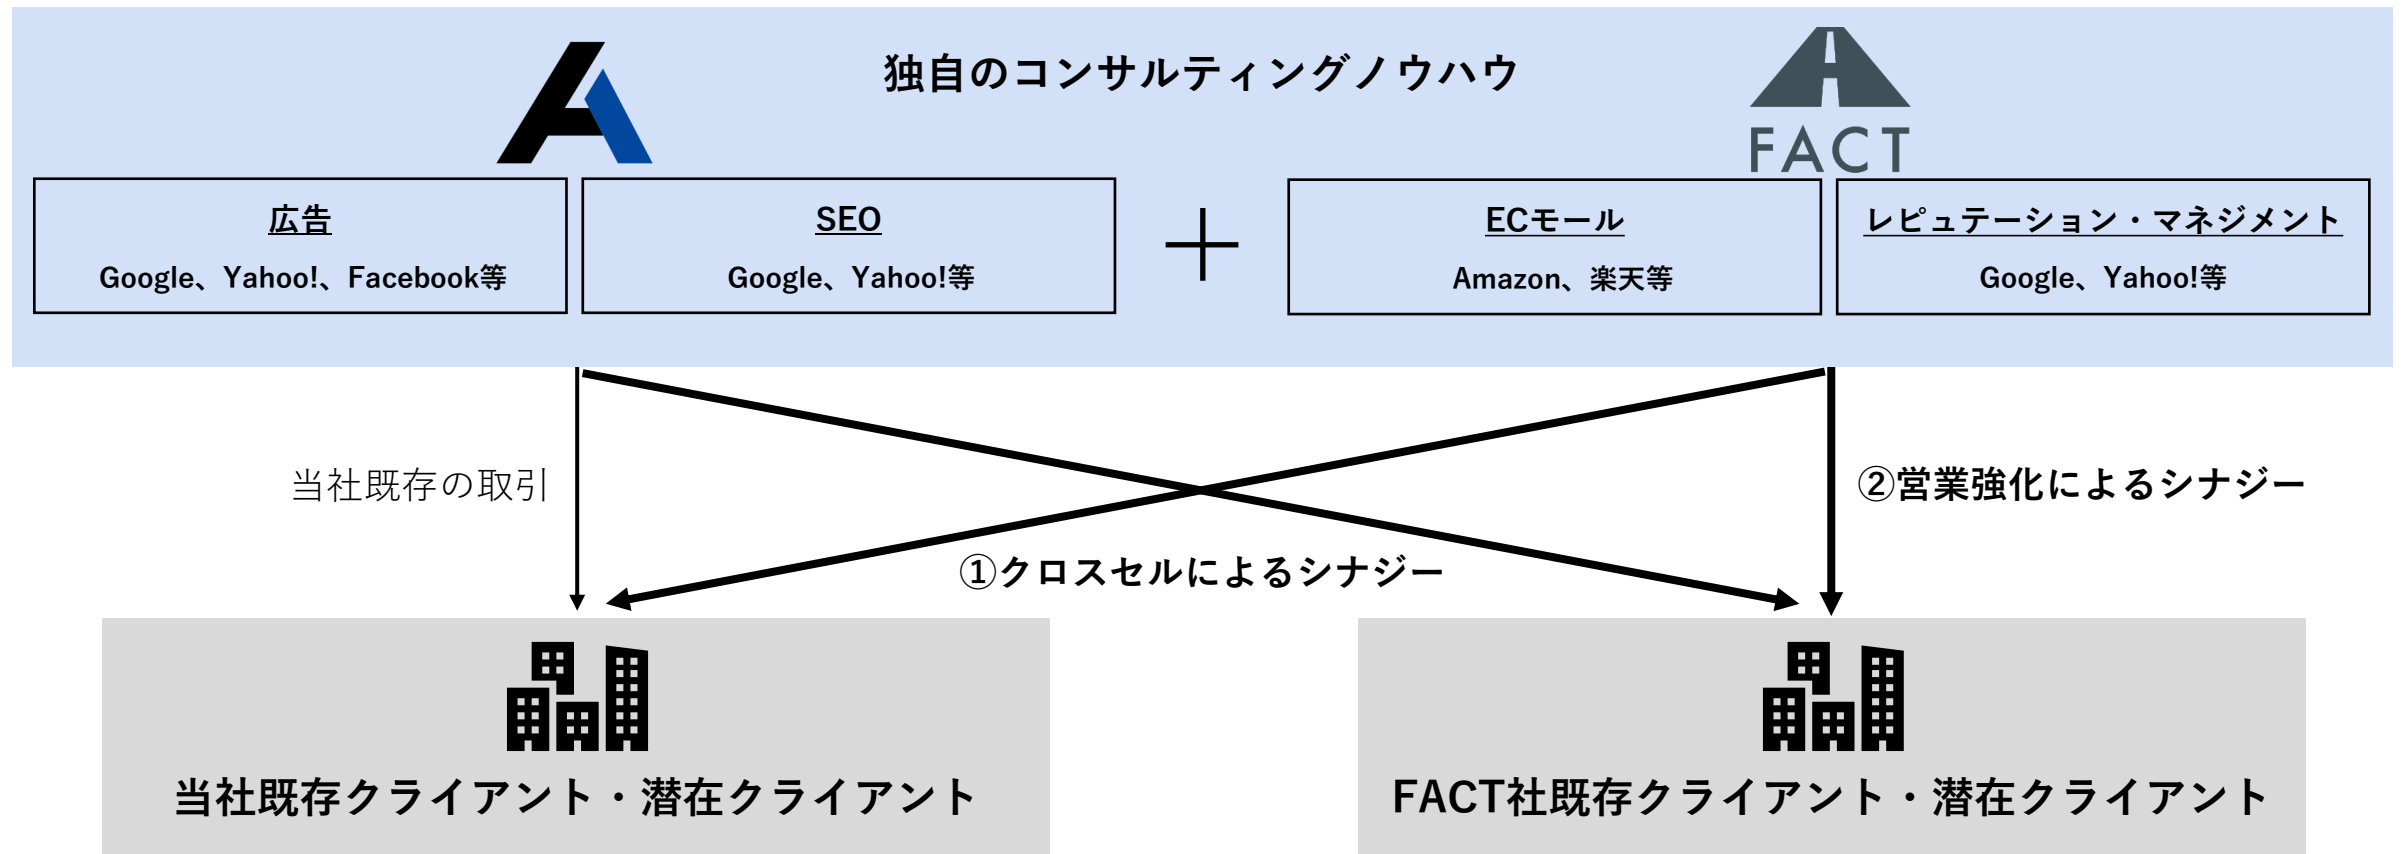 独自のコンサルティングノウハウ
FACT
広告
Google、Yahoo!、Facebook等
SEO
Google、Yahoo!等
＋
ECモール
Amazon、楽天等
レピュテーション・マネジメント
Google、Yahoo!等
当社既存の取引
②営業強化によるシナジー
①クロスセルによるシナジー
当社既存クライアント・潜在クライアント
FACT社既存クライアント・潜在クライアント